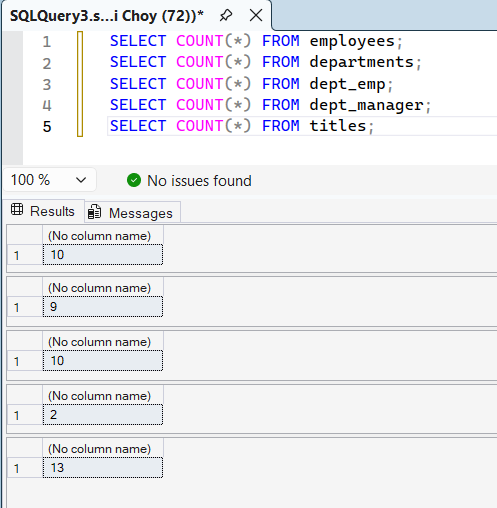 SQLQuery3.s...i Choy (72))*
1 SELECT COUNT(*) FROM employees;
2 SELECT COUNT(*) FROM departments;
3 SELECT COUNT(*) FROM dept_emp;
4 SELECT COUNT(*) FROM dept_manager;
5 SELECT COUNT(*) FROM titles;
100 % No issues found
Results Messages
(No column name)
1 10
(No column name)
1 9
(No column name)
1 10
(No column name)
1 2
(No column name)
1 13